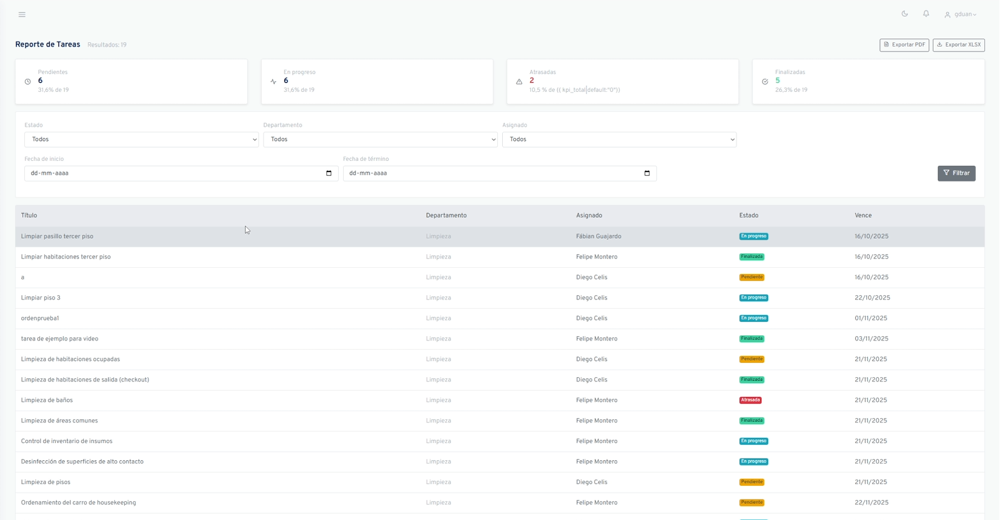 gduan
Reporte de Tareas Resultados: 19
Exportar PDF Exportar XLSX
Pendientes
6
31,6% de 19
En progreso
6
31,6% de 19
Atrasadas
2
10,5 % de {{ kpi_total|default:"0"}}
Finalizadas
5
26,3% de 19
Estado Departamento Asignado
Todos Todos Todos
Fecha de inicio Fecha de término
dd-mm-aaaa dd-mm-aaaa Filtrar
Título Departamento Asignado Estado Vence
Limpiar pasillo tercer piso Limpieza Fábian Guajardo En progreso 16/10/2025
Limpiar habitaciones tercer piso Limpieza Felipe Montero Finalizada 16/10/2025
a Limpieza Diego Celis Pendiente 16/10/2025
Limpiar piso 3 Limpieza Diego Celis En progreso 22/10/2025
ordenprueba1 Limpieza Diego Celis En progreso 01/11/2025
tarea de ejemplo para video Limpieza Felipe Montero Finalizada 03/11/2025
Limpieza de habitaciones ocupadas Limpieza Diego Celis Pendiente 21/11/2025
Limpieza de habitaciones de salida (checkout) Limpieza Diego Celis Finalizada 21/11/2025
Limpieza de baños Limpieza Felipe Montero Atrasada 21/11/2025
Limpieza de áreas comunes Limpieza Felipe Montero Finalizada 21/11/2025
Control de inventario de insumos Limpieza Felipe Montero En progreso 21/11/2025
Desinfección de superficies de alto contacto Limpieza Felipe Montero En progreso 21/11/2025
Limpieza de pisos Limpieza Diego Celis Pendiente 21/11/2025
Ordenamiento del carro de housekeeping Limpieza Felipe Montero Pendiente 22/11/2025